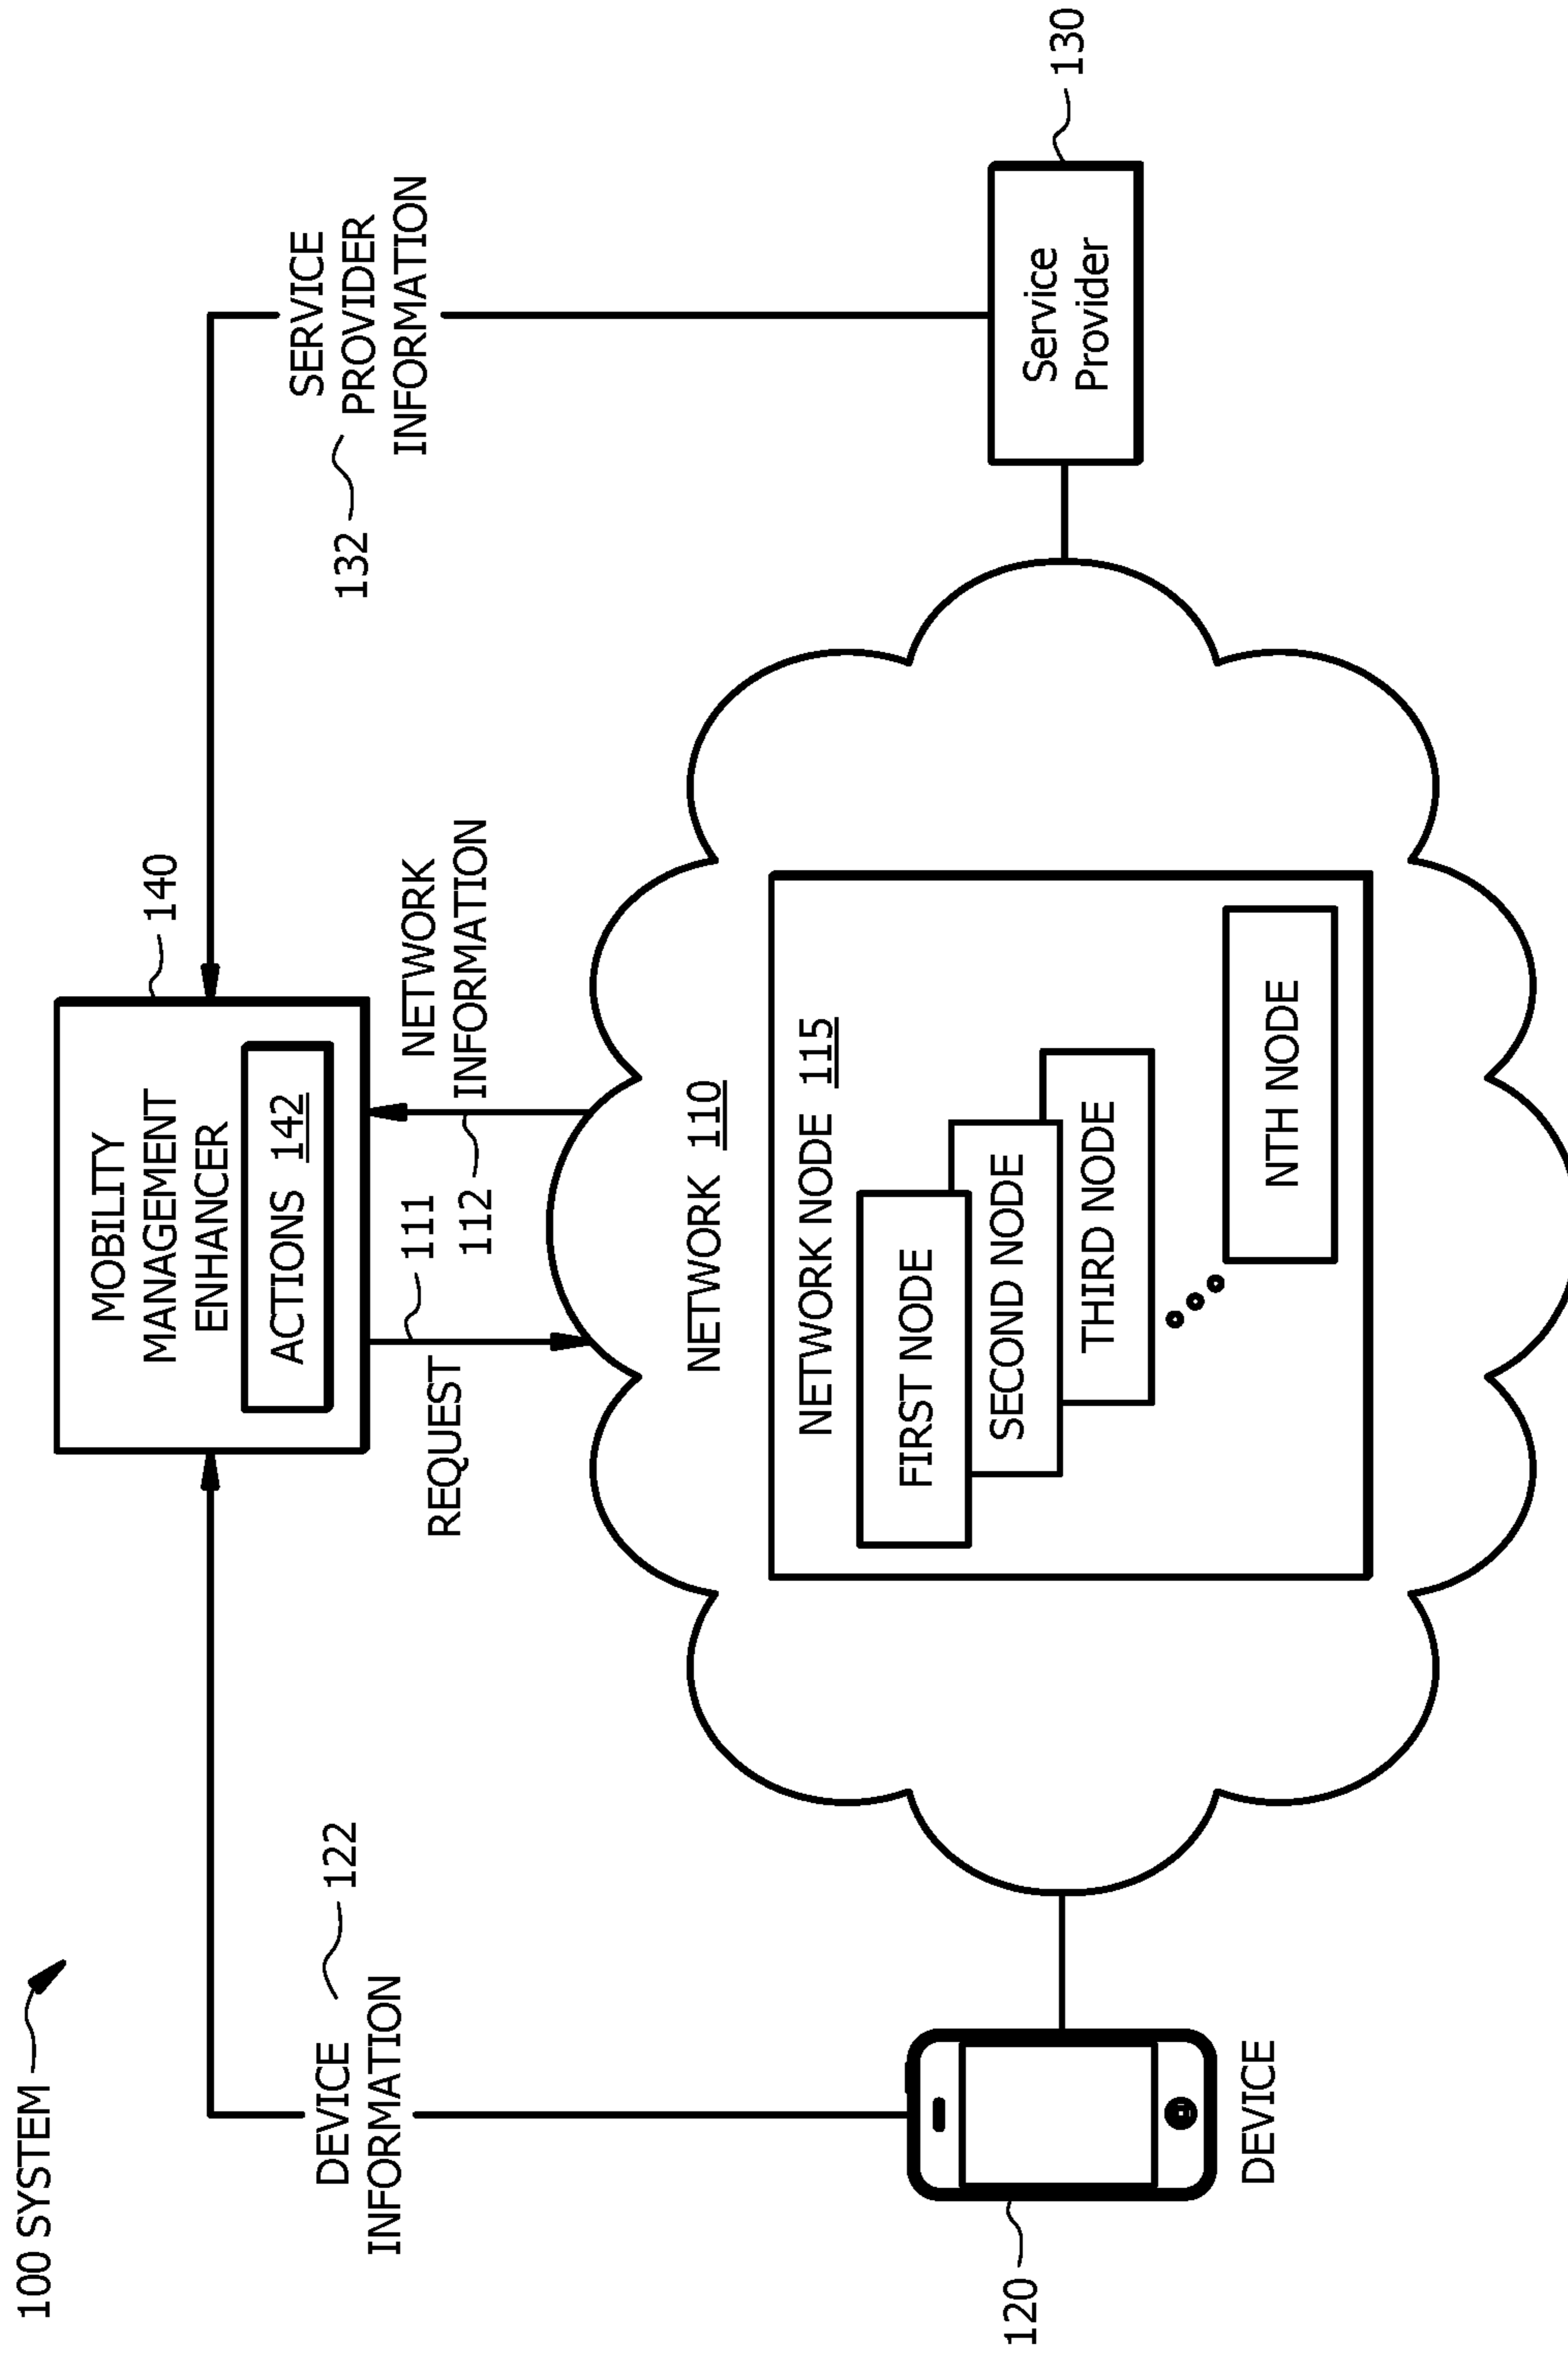 100 SYSTEM
MOBILITY
MANAGEMENT
ENHANCER
ACTIONS 142
140
DEVICE
INFORMATION
122
SERVICE
PROVIDER
INFORMATION
132
REQUEST
111
112
NETWORK
INFORMATION
NETWORK 110
NETWORK NODE 115
FIRST NODE
SECOND NODE
THIRD NODE
NTH NODE
120
DEVICE
Service
Provider
130